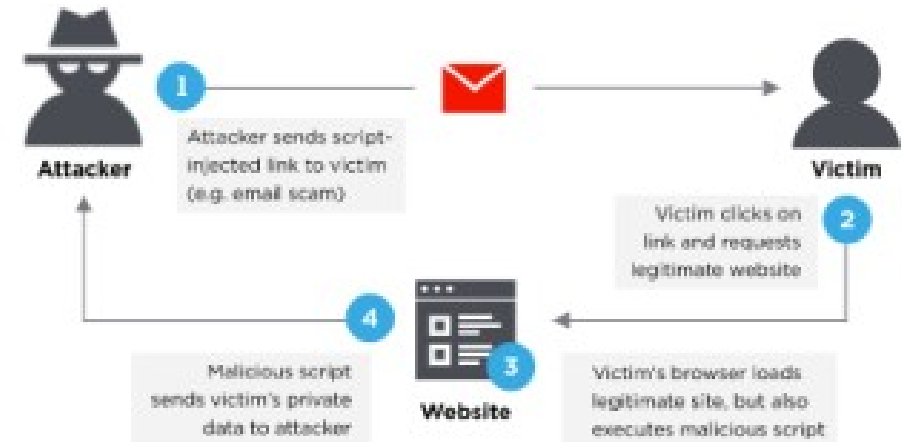 1
Attacker sends script-
injected link to victim
(e.g. email scam)
Attacker
Victim
2
Victim clicks on
link and requests
legitimate website
4
3
Malicious script
sends victim's private
data to attacker
Website
Victim's browser loads
legitimate site, but also
executes malicious script